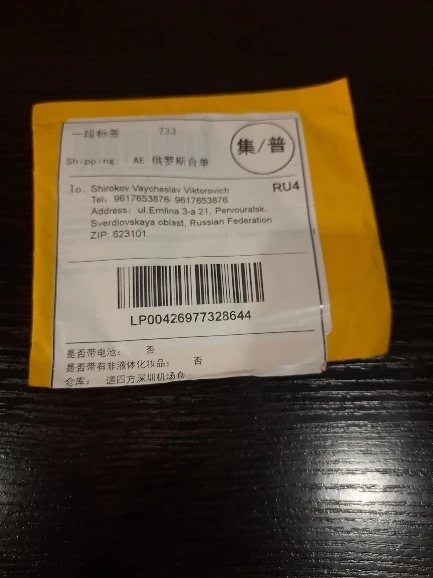 一段标签 733
集/普
Shipping: AE 俄罗斯合单
RU4
To: Shirokov Vaycheslav Viktorovich
Tel: 9617653876/ 9617653876
Address: ul.Emlina 3-a 21, Pervouralsk,
Sverdlovskaya oblast, Russian Federation
ZIP: 623101
LP00426977328644
是否带电池: 否
是否带有非液体化妆品: 否
仓库: 递四方深圳机场仓